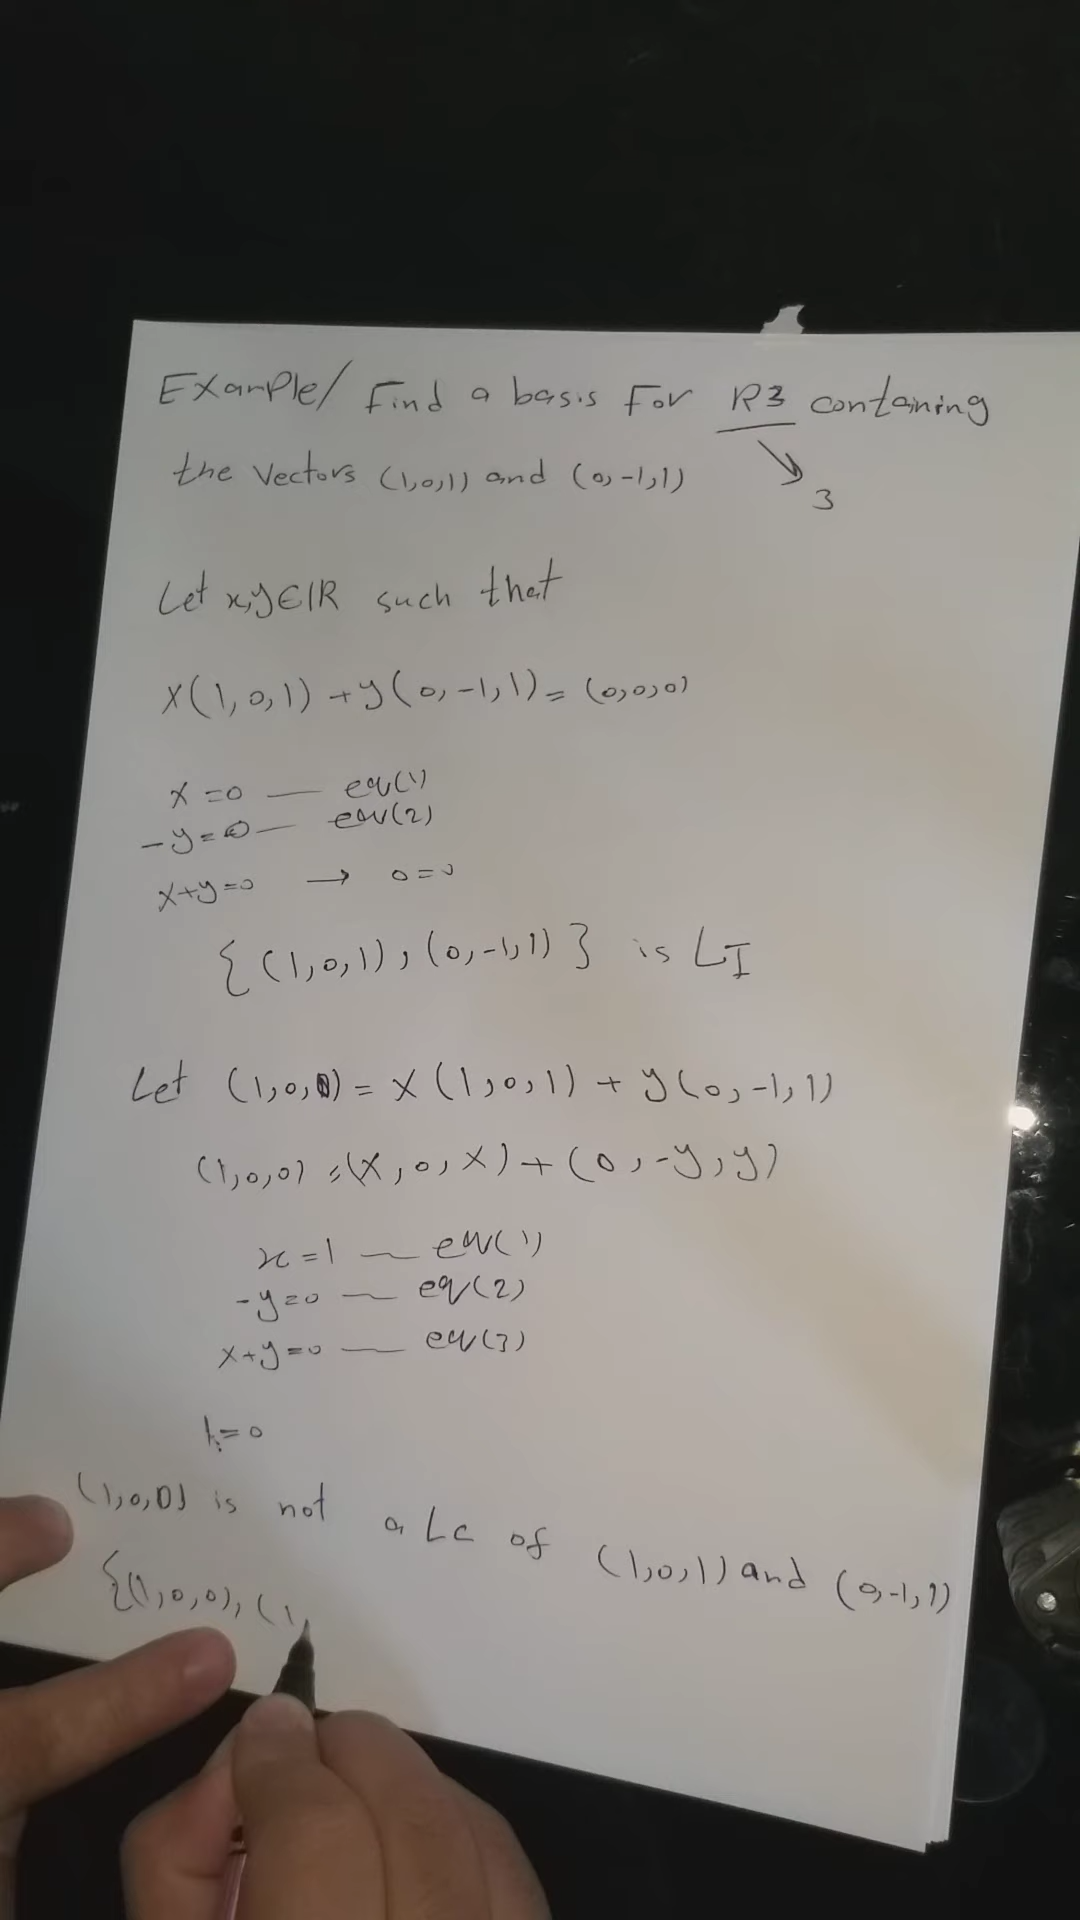 Example/ Find a basis for R3 containing
the vectors (1,0,1) and (0,-1,1)
3
Let x,y∈IR such that
x(1,0,1) + y(0,-1,1) = (0,0,0)
x = 0 — eq(1)
-y = 0 — eq(2)
x+y=0 → 0=0
{(1,0,1), (0,-1,1)} is LI
Let (1,0,0) = x(1,0,1) + y(0,-1,1)
(1,0,0) = (x,0,x) + (0,-y,y)
x = 1 — eq(1)
-y=0 — eq(2)
x+y=0 — eq(3)
1=0
(1,0,0) is not a Lc of (1,0,1) and (0,-1,1)
{(1,0,0), (1,